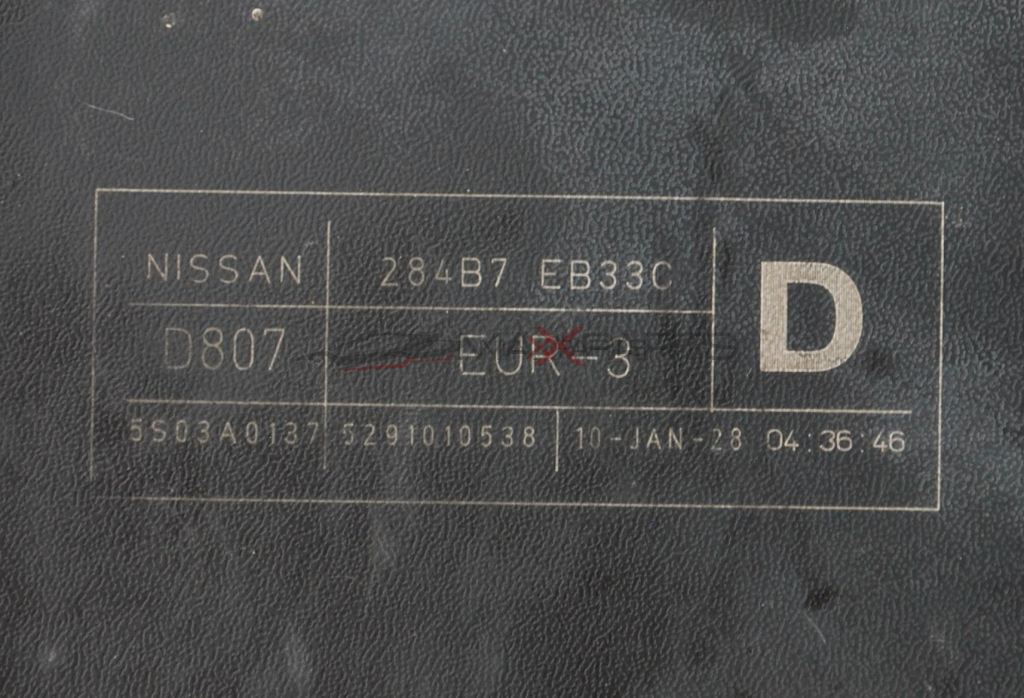 NISSAN 284B7 EB33C D
D807 EUR-3
5S03A0137 5291010538 10-JAN-28 04:36:46